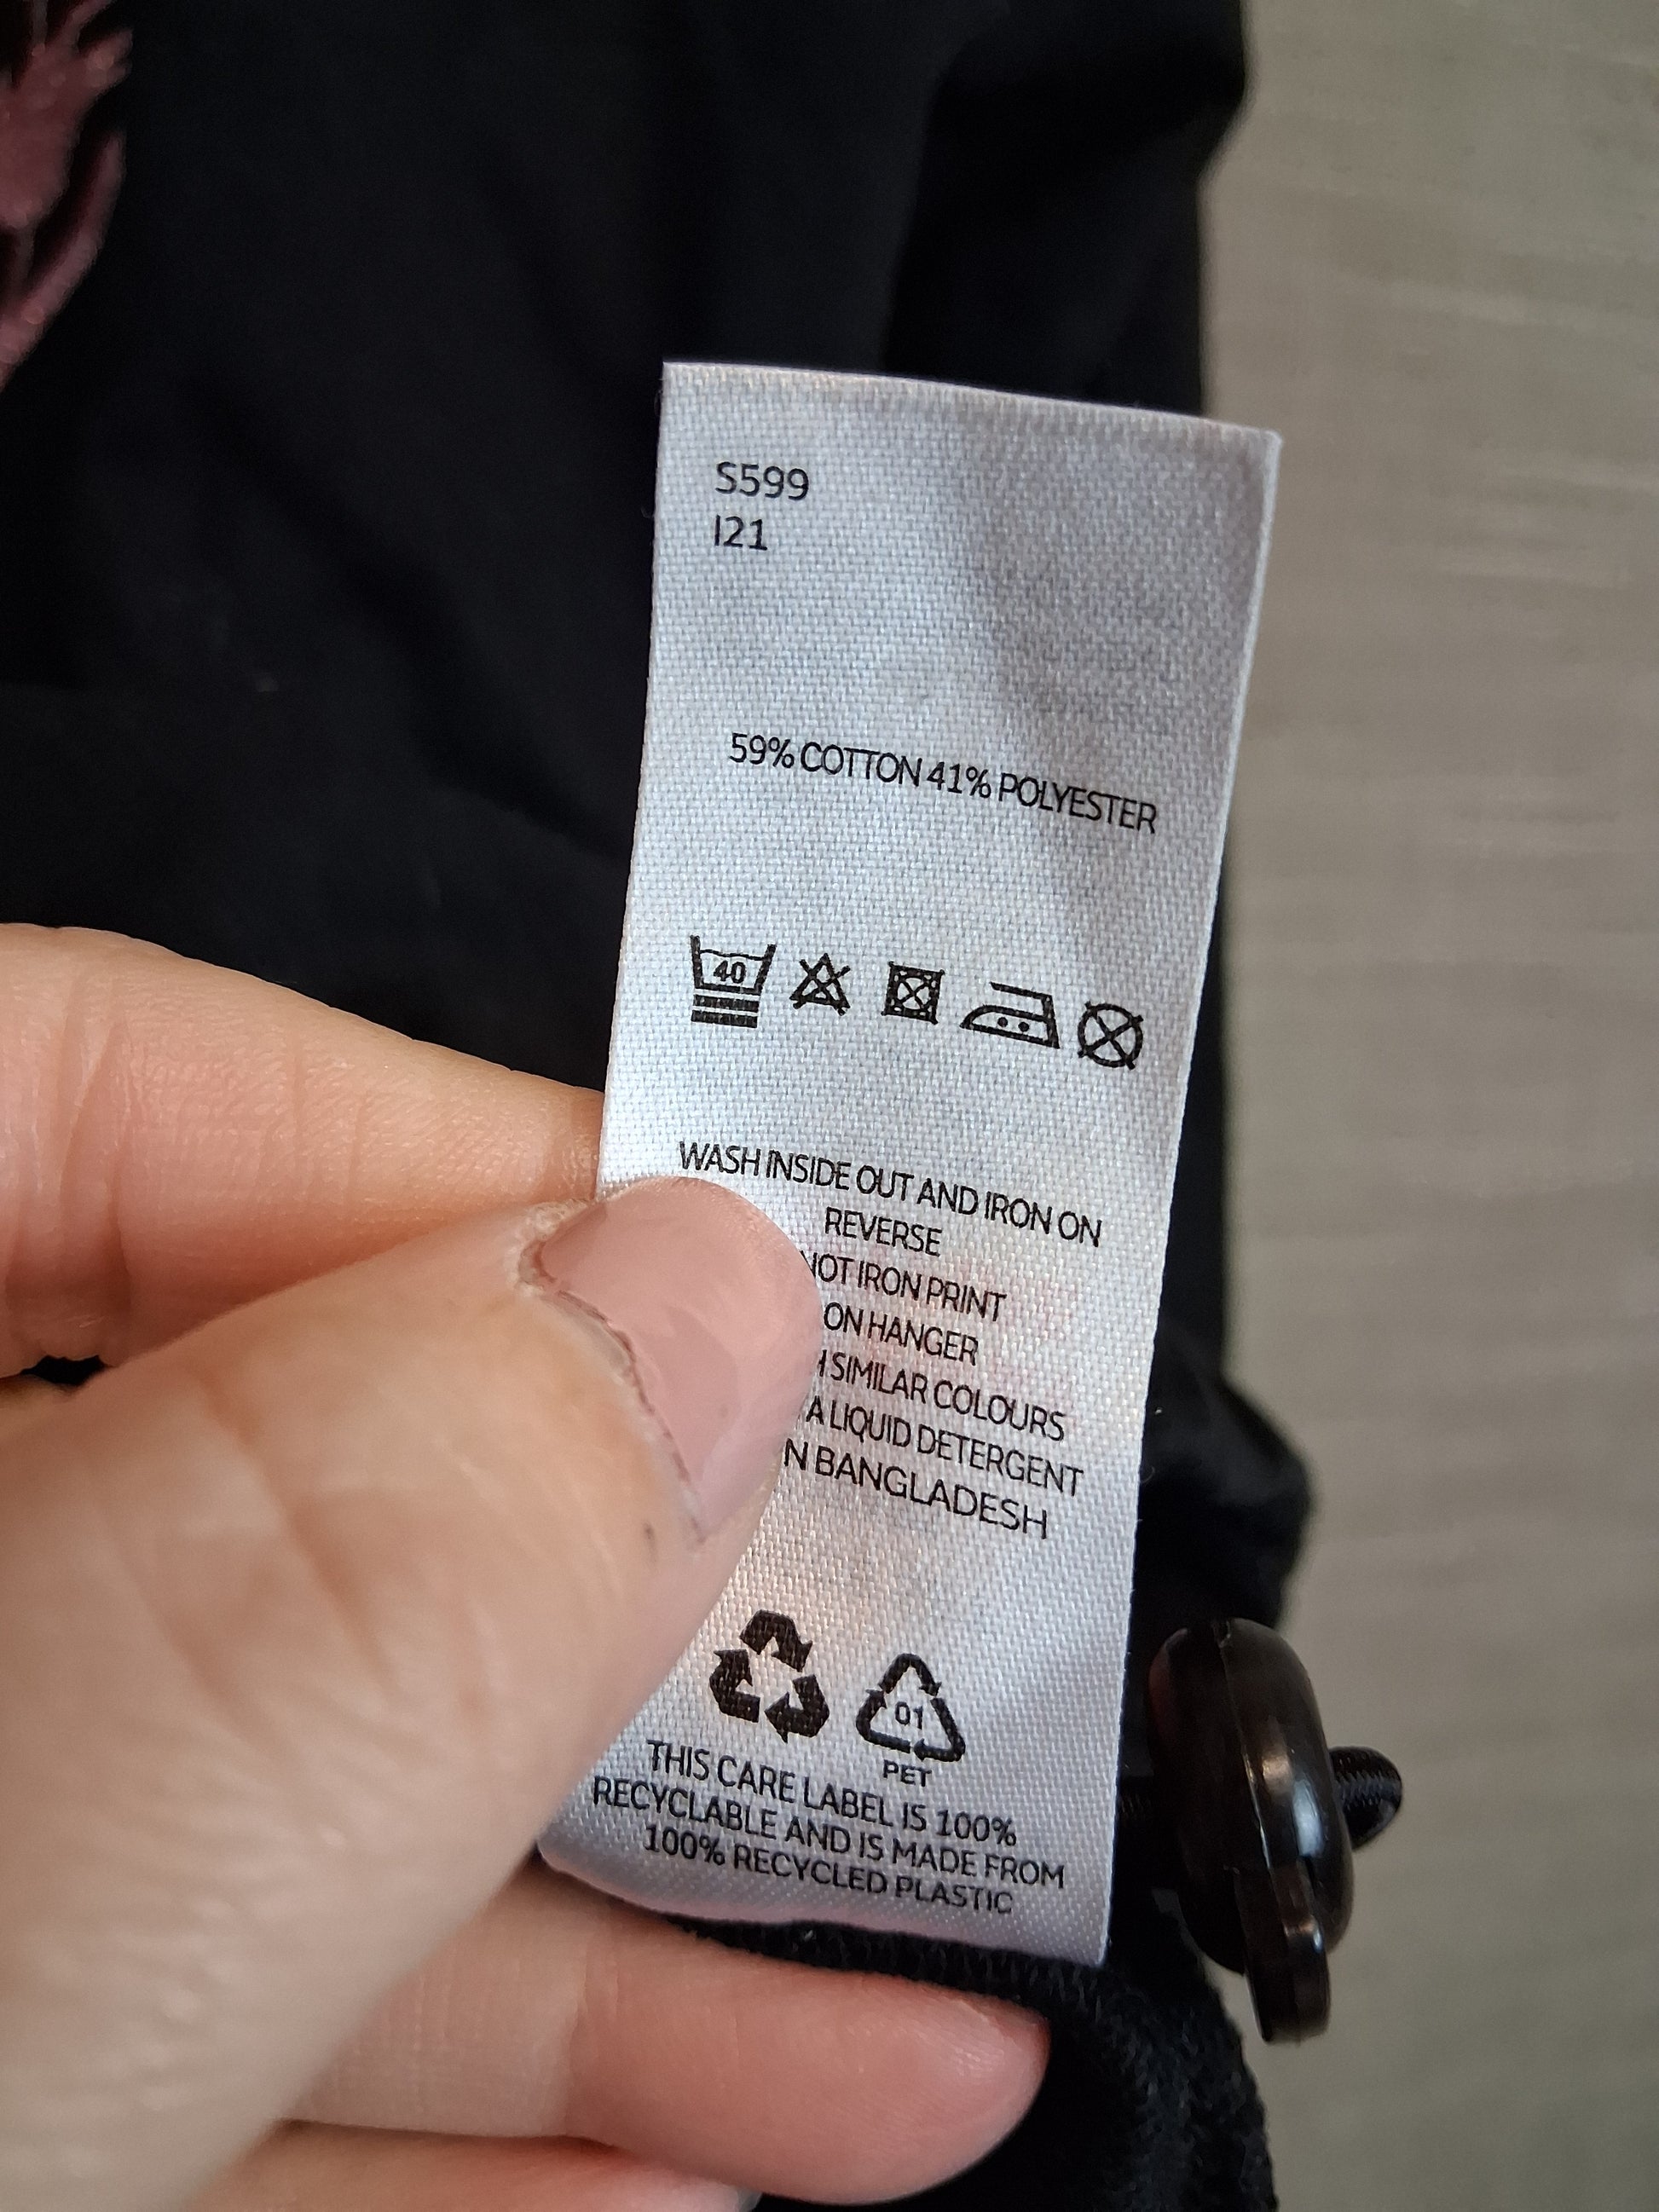 S599
I21
59% COTTON 41% POLYESTER
40
WASH INSIDE OUT AND IRON ON
REVERSE
NOT IRON PRINT
ON HANGER
SIMILAR COLOURS
A LIQUID DETERGENT
BANGLADESH
01
PET
THIS CARE LABEL IS 100%
RECYCLABLE AND IS MADE FROM
100% RECYCLED PLASTIC